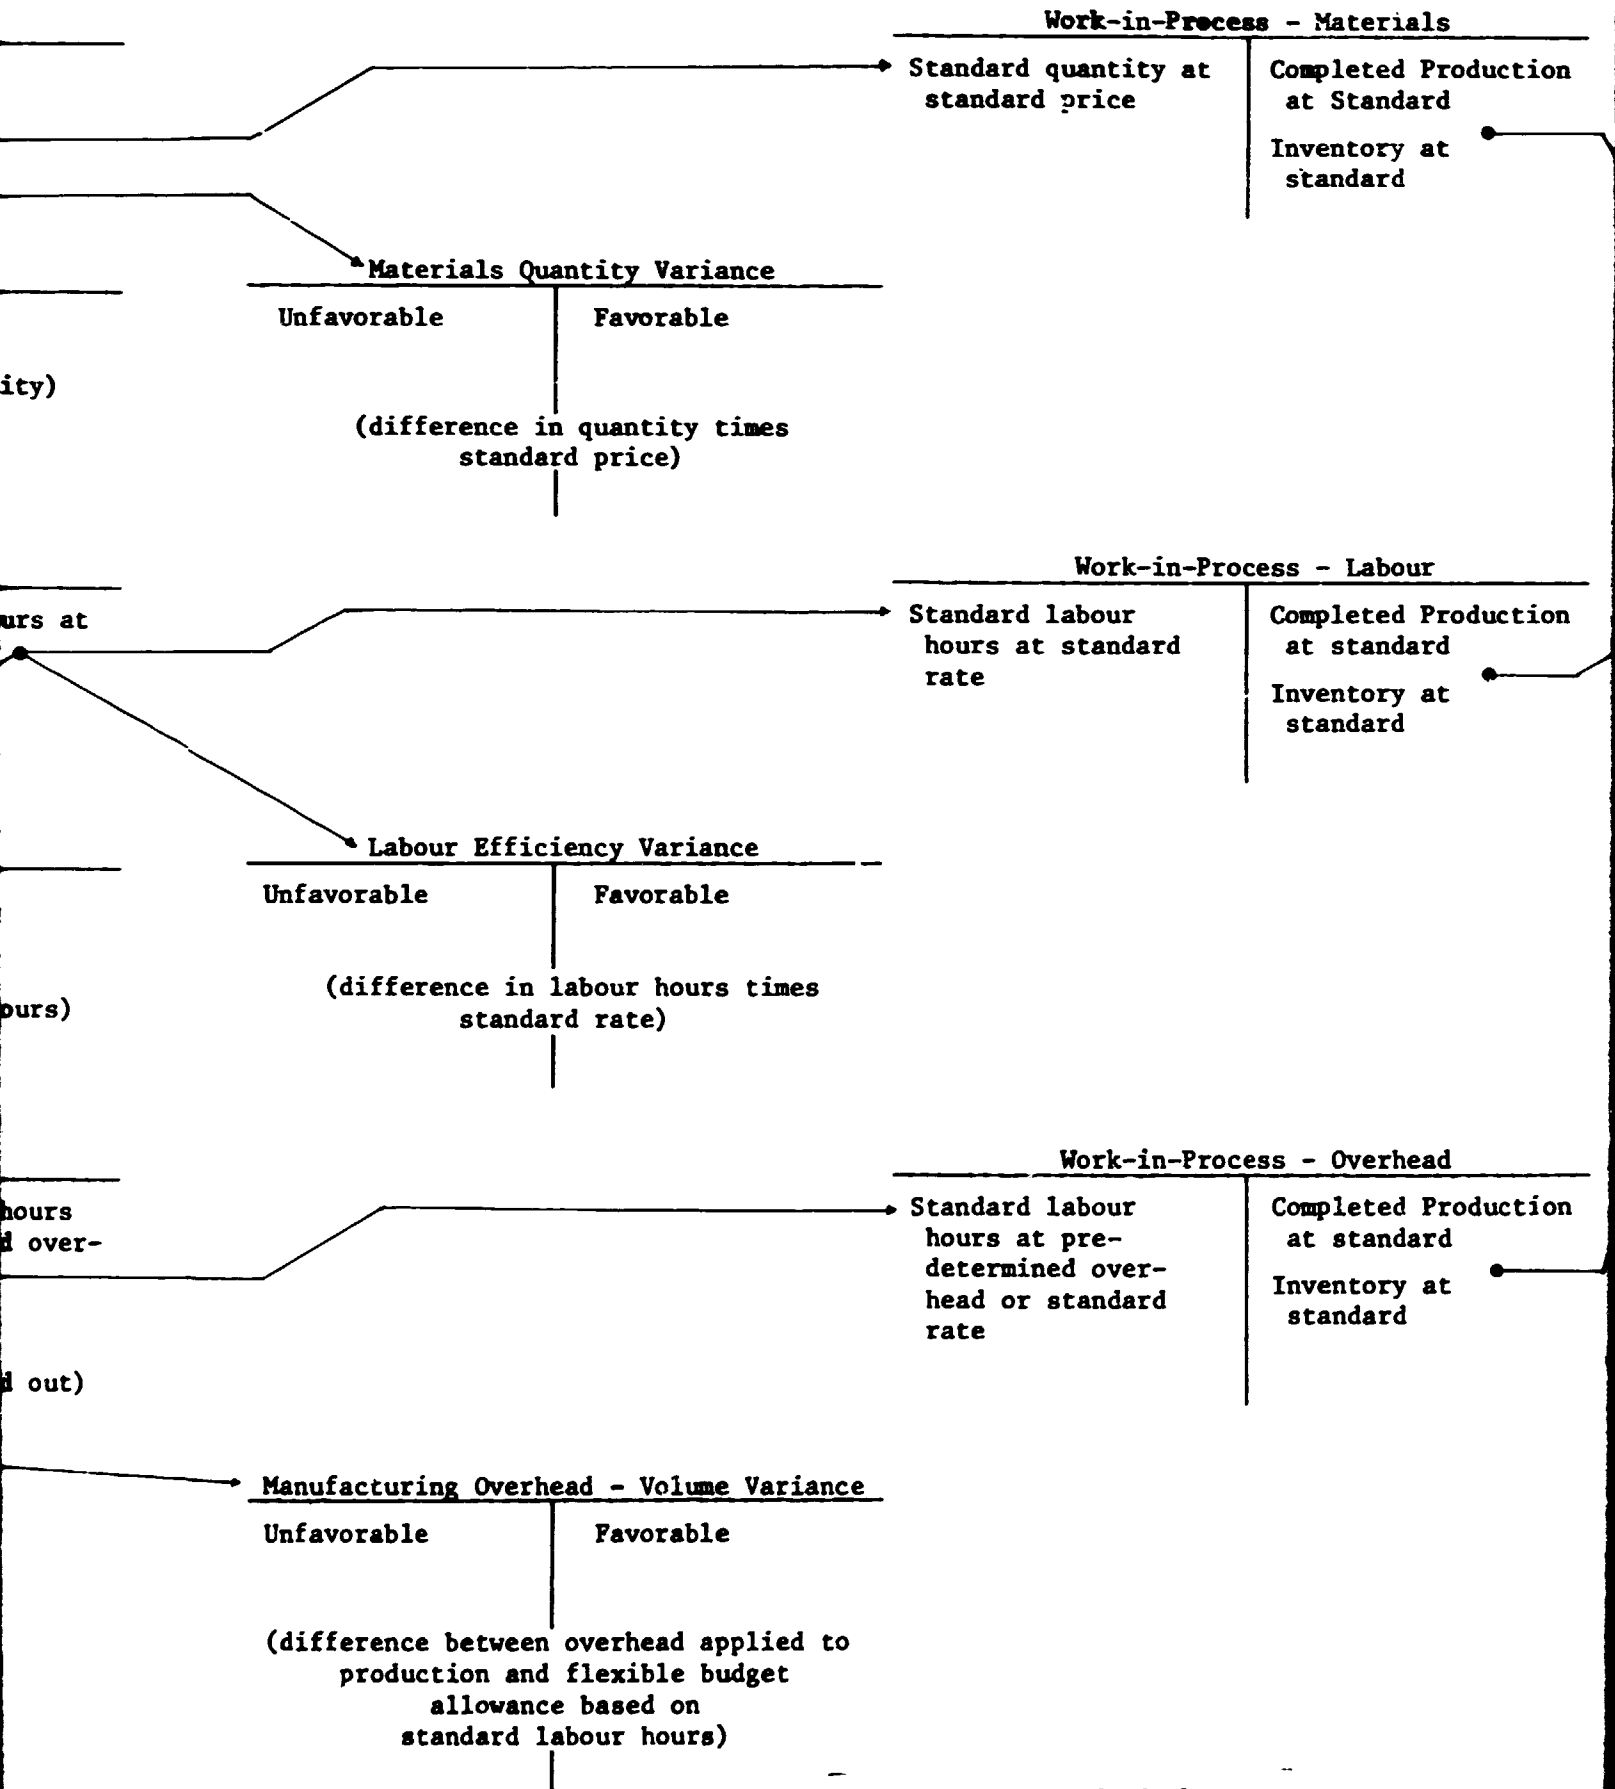 Work-in-Process - Materials
Standard quantity at
standard price
Completed Production
at Standard
Inventory at
standard
Materials Quantity Variance
Unfavorable
Favorable
ity)
(difference in quantity times
standard price)
Work-in-Process - Labour
urs at
Standard labour
hours at standard
rate
Completed Production
at standard
Inventory at
standard
Labour Efficiency Variance
Unfavorable
Favorable
ours)
(difference in labour hours times
standard rate)
Work-in-Process - Overhead
hours
d over-
Standard labour
hours at pre-
determined over-
head or standard
rate
Completed Production
at standard
Inventory at
standard
d out)
Manufacturing Overhead - Volume Variance
Unfavorable
Favorable
(difference between overhead applied to
production and flexible budget
allowance based on
standard labour hours)